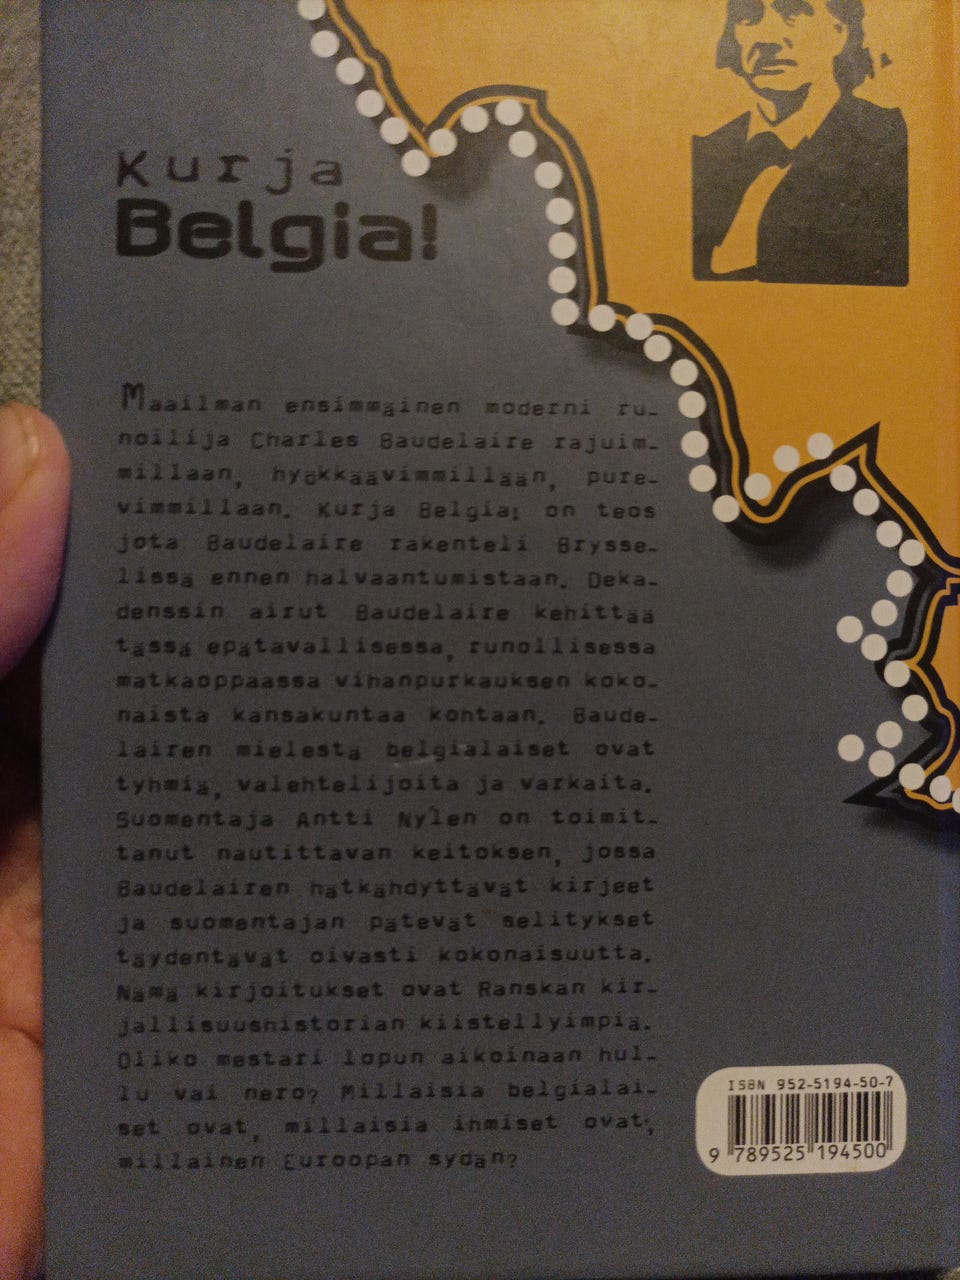 Kurja
Belgia!
Maailman ensimmäinen moderni ru-
noilija Charles Baudelaire rajuim-
millaan, hyökkäävimmillään, pure-
vimmillaan. Kurja Belgia! on teos
jota Baudelaire rakenteli Brysse-
lissä ennen halvaantumistaan. Deka-
denssin airut Baudelaire kehittää
tässä epätavallisessa, runollisessa
matkaoppaassa vihanpurkauksen koko-
naista kansakuntaa kohtaan. Baude-
lairen mielestä belgialaiset ovat
tyhmiä, valehtelijoita ja varkaita.
Suomentaja Antti Nylén on toimit-
tanut nautittavan keitoksen, jossa
Baudelairen hätkähdyttävät kirjeet
ja suomentajan pätevät selitykset
täydentävät oivasti kokonaisuutta.
Nämä kirjoitukset ovat Ranskan kir-
jallisuushistorian kiistellyimpiä.
Oliko mestari lopun aikoinaan hul-
lu vai nero? Millaisia belgialai-
set ovat, millaisia ihmiset ovat,
millainen Euroopan sydän?
ISBN 952-5194-50-7
9 789525 194500